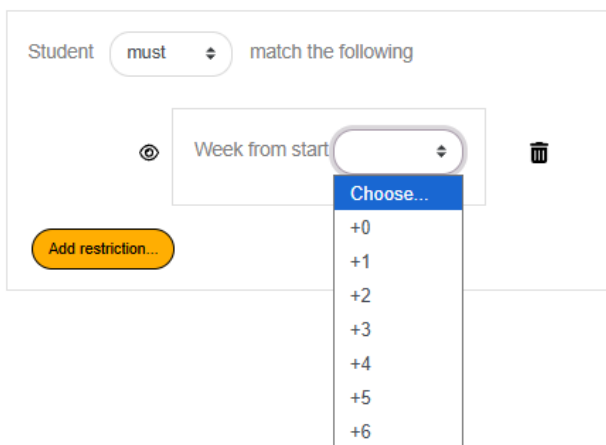 Student must match the following
Week from start
Choose...
+0
Add restriction...
+1
+2
+3
+4
+5
+6